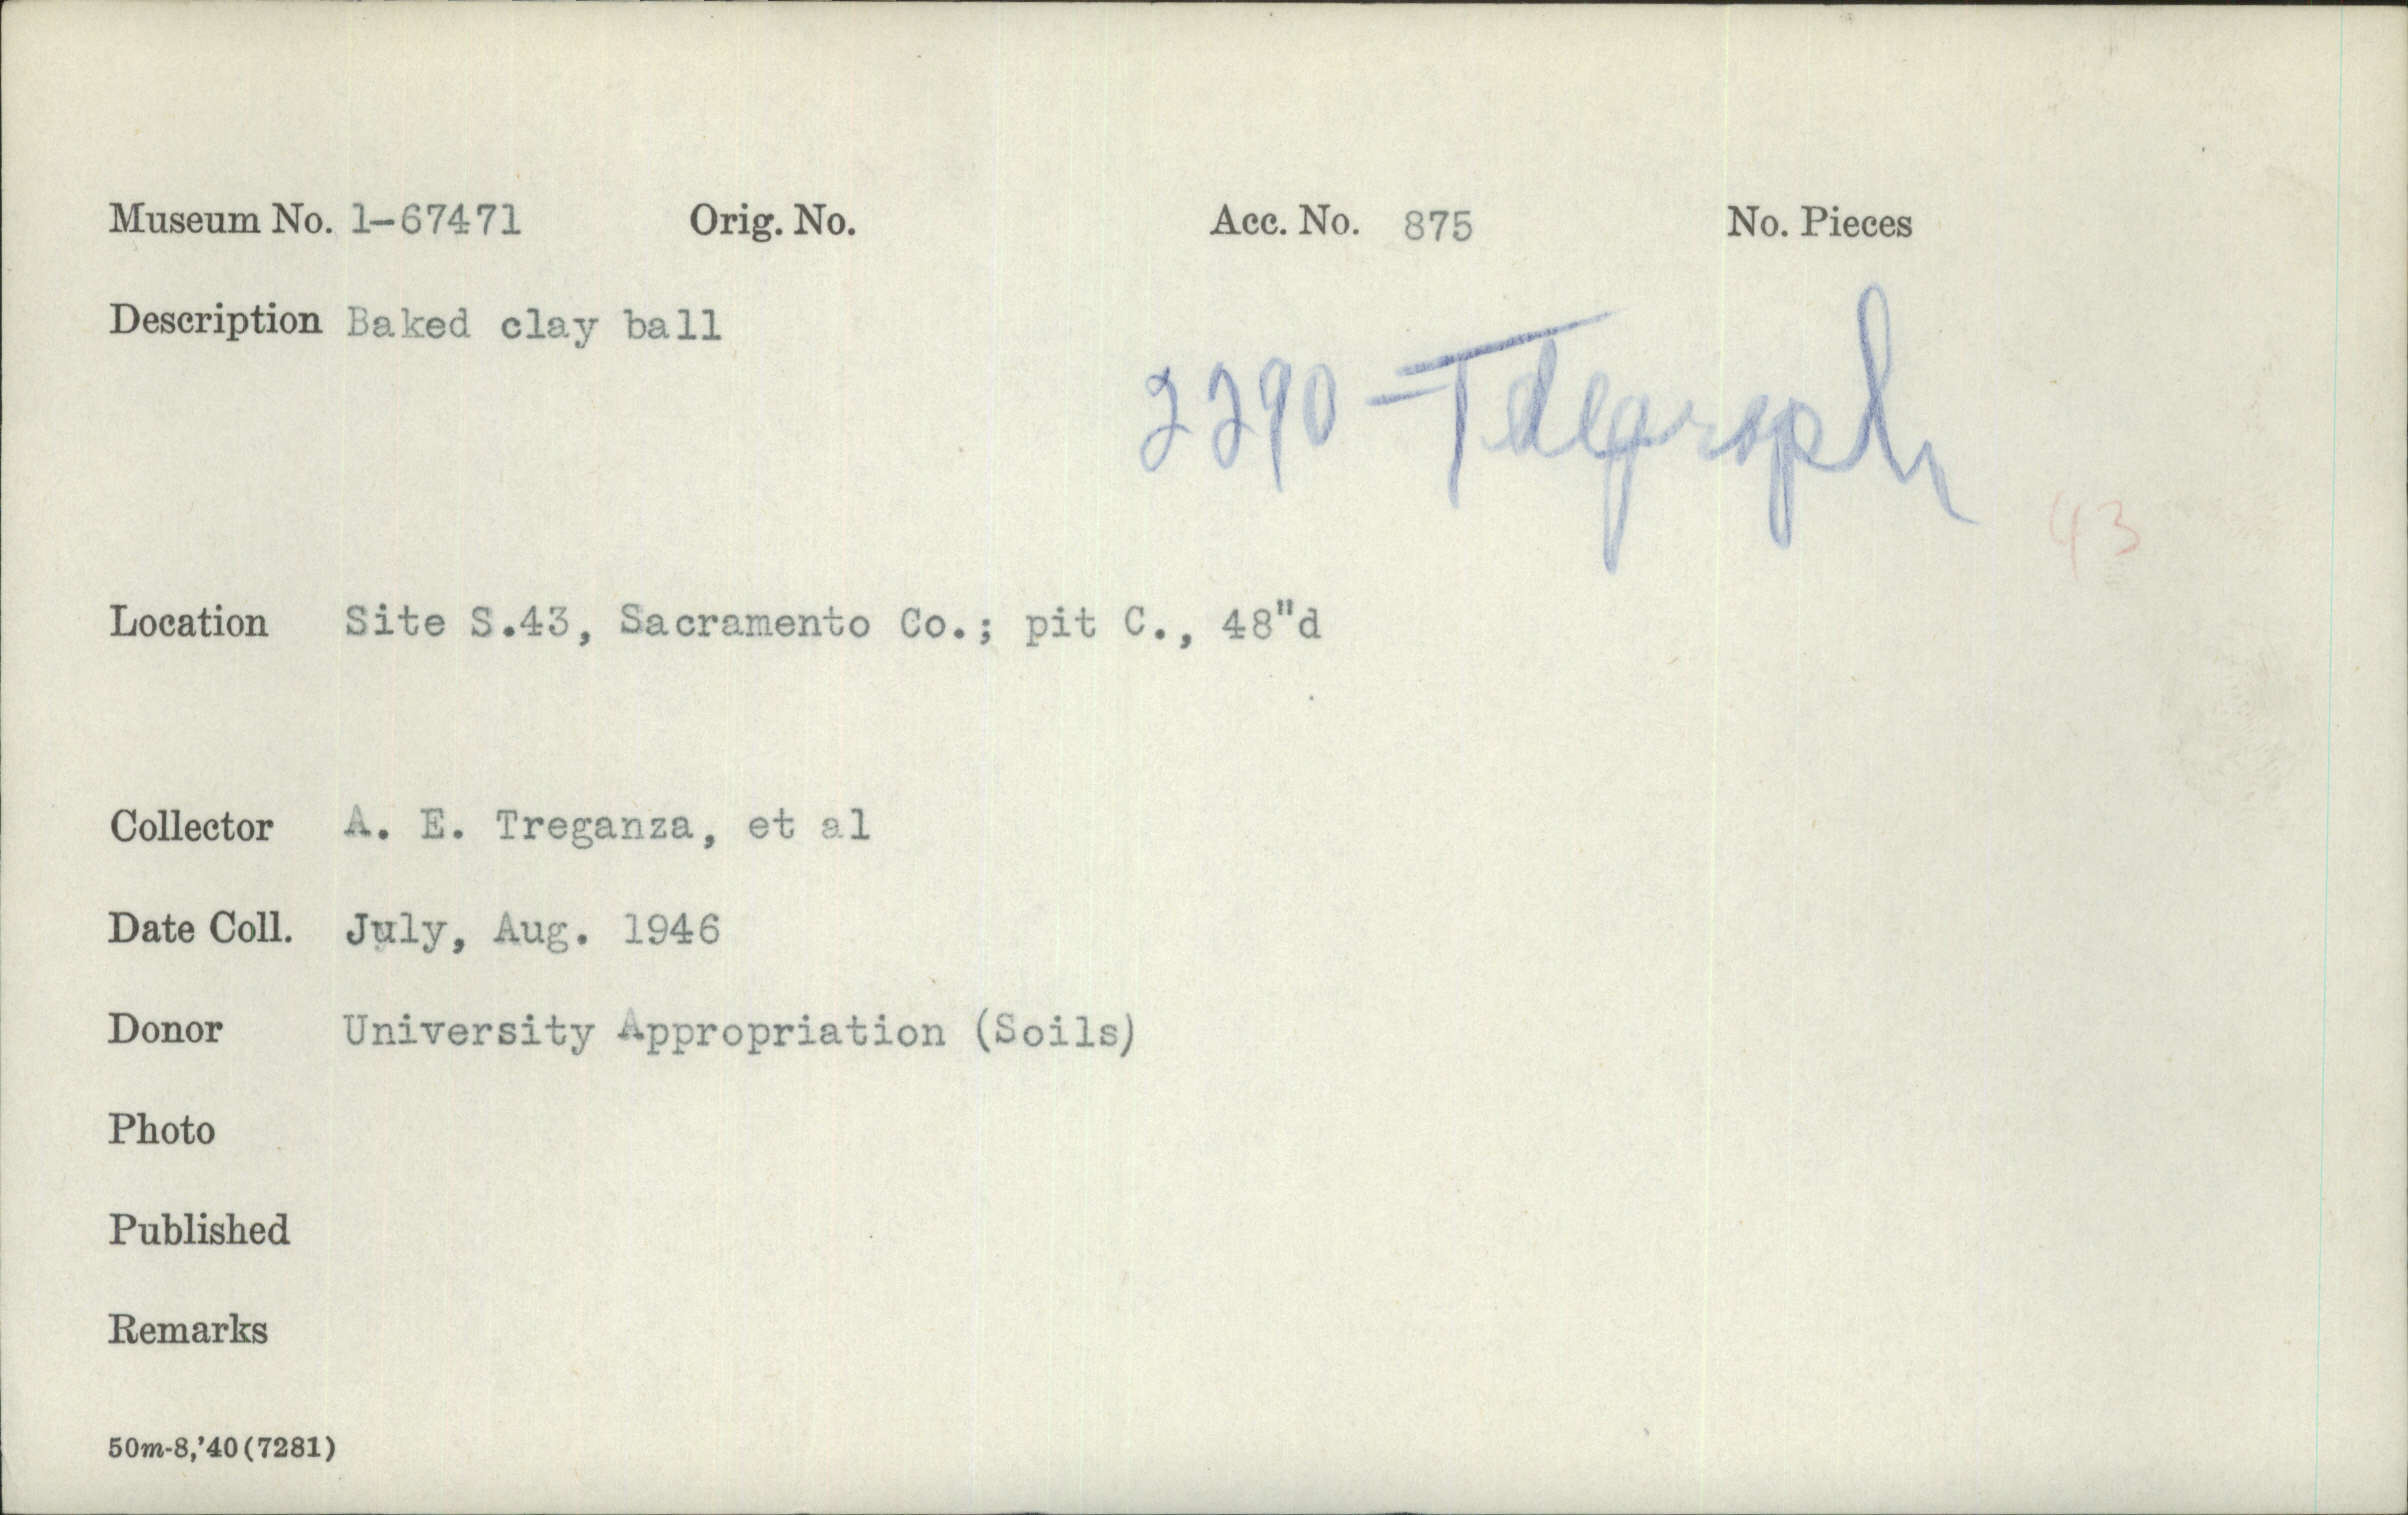 Museum No. 1-67471 Orig. No. Acc. No. 875 No. Pieces
Description Baked clay ball
2290 - Telegraph
43
Location Site S.43, Sacramento Co.; pit C., 48"d
Collector A. E. Treganza, et al
Date Coll. July, Aug. 1946
Donor University Appropriation (Soils)
Photo
Published
Remarks
50m-8,'40(7281)